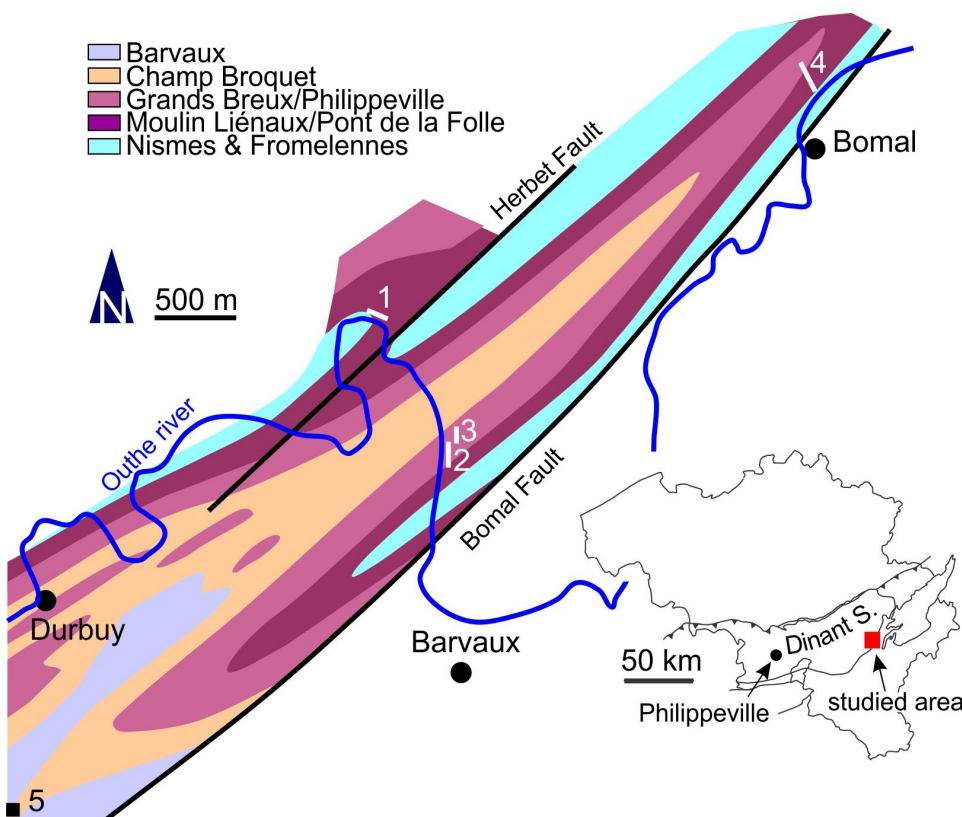 Barvaux
Champ Broquet
Grands Breux/Philippeville
Moulin Liénaux/Pont de la Folle
Nismes & Fromelennes
4
Bomal
Herbet Fault
N
500 m
1
Outhe river
3
2
Bomal Fault
Durbuy
Barvaux
Dinant S.
50 km
Philippeville
studied area
5